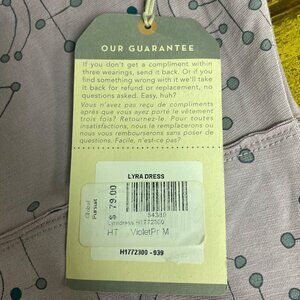 OUR GUARANTEE
If you don't get a compliment within
three wearings, send it back. Or if you
find something wrong with it we'll take
it back for refund or replacement, no
questions asked. Easy, huh?
Vous n'avez pas reçu de compliments
après que vous ayez porté le vêtement
trois fois? Retournez-le. Pour toutes
insatisfactions, nous le remplacerons ou
nous vous rembourserons sans poser de
questions. Facile, n'est-ce pas?
LYRA DRESS
$ 79.00
HT VioletPr M
H1772300 - 939